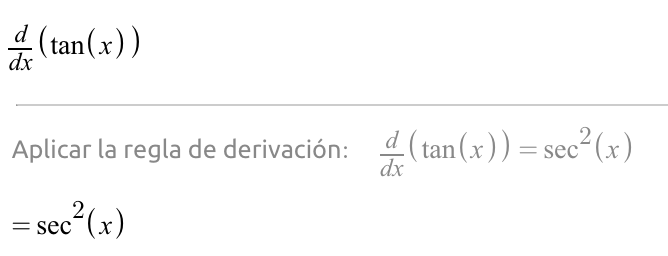 d/dx (tan(x))
Aplicar la regla de derivación: d/dx (tan(x)) = sec²(x)
= sec²(x)